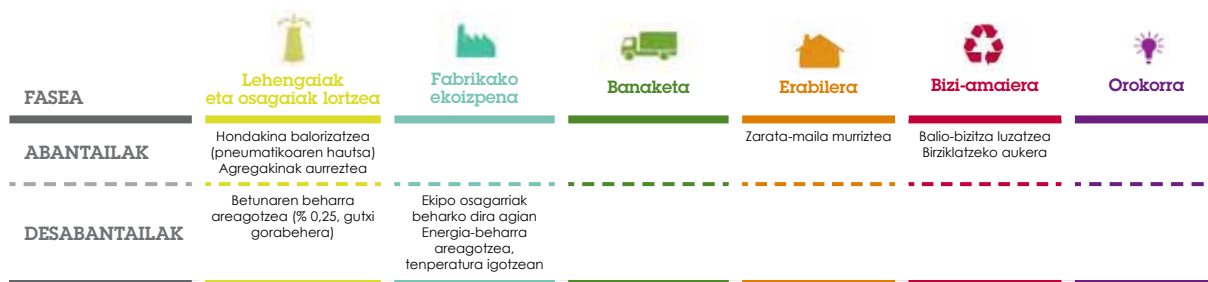 FASEA
Lehengaiak
eta osagaiak lortzea
Fabrikako
ekoizpena
Banaketa
Erabilera
Bizi-amaiera
Orokorra
ABANTAILAK
Hondakina balorizatzea
(pneumatikoaren hautsa)
Agregakinak aurreztea
Zarata-maila murriztea
Balio-bizitza luzatzea
Birziklatzeko aukera
DESABANTAILAK
Betunaren beharra
areagotzea (% 0,25, gutxi
gorabehera)
Ekipo osagarriak
beharko dira agian
Energia-beharra
areagotzea,
tenperatura igotzean